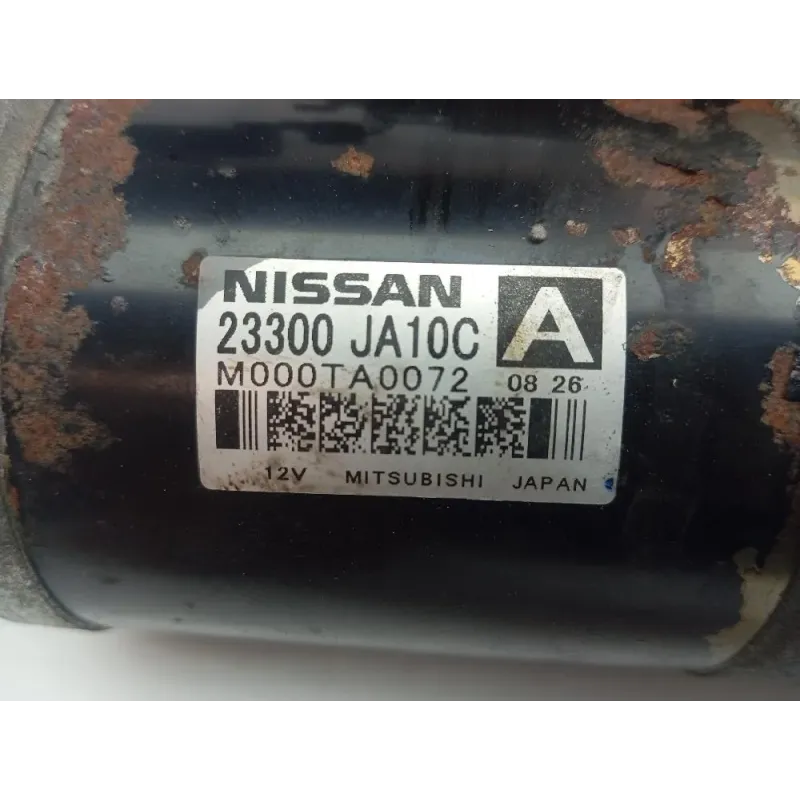 NISSAN
A
23300 JA10C
M000TA0072 08 26
12V MITSUBISHI JAPAN